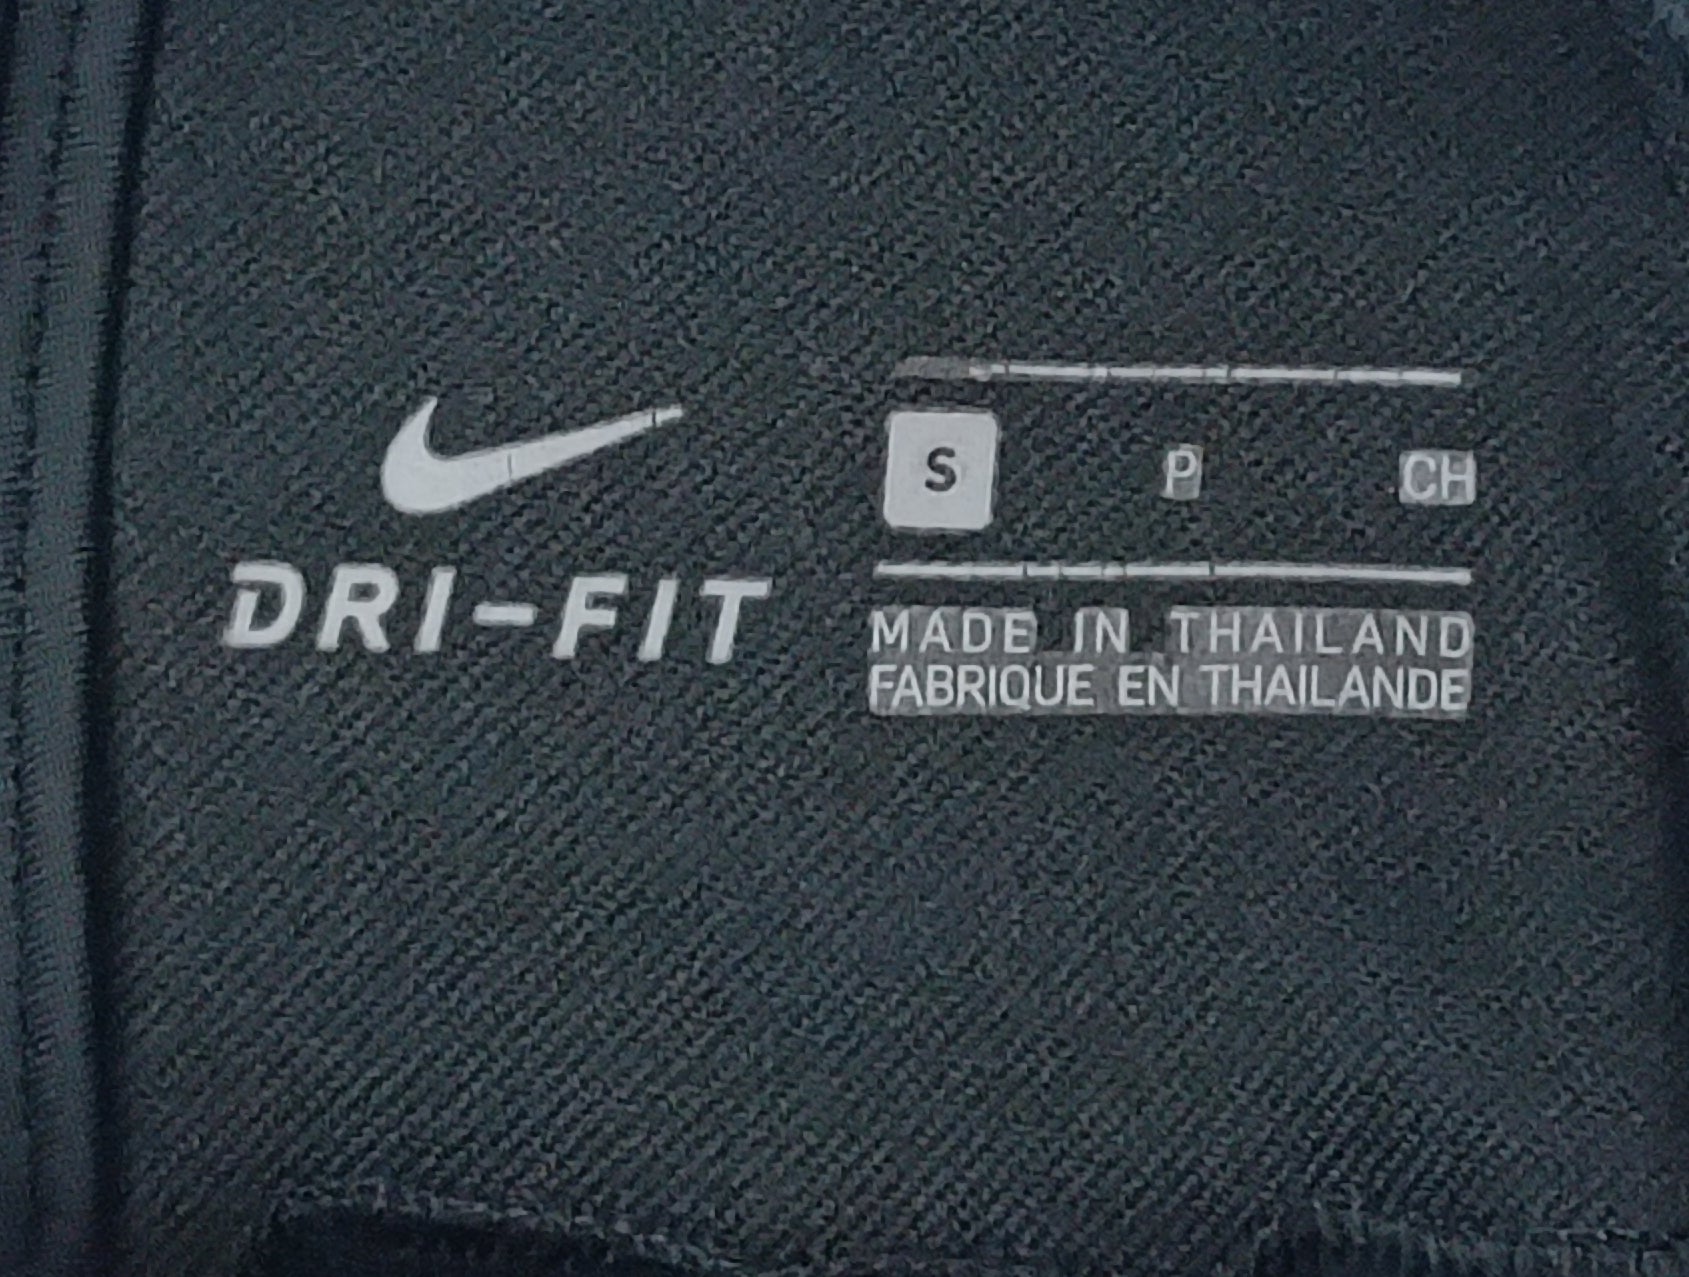 DRI-FIT
S P CH
MADE IN THAILAND
FABRIQUE EN THAILANDE